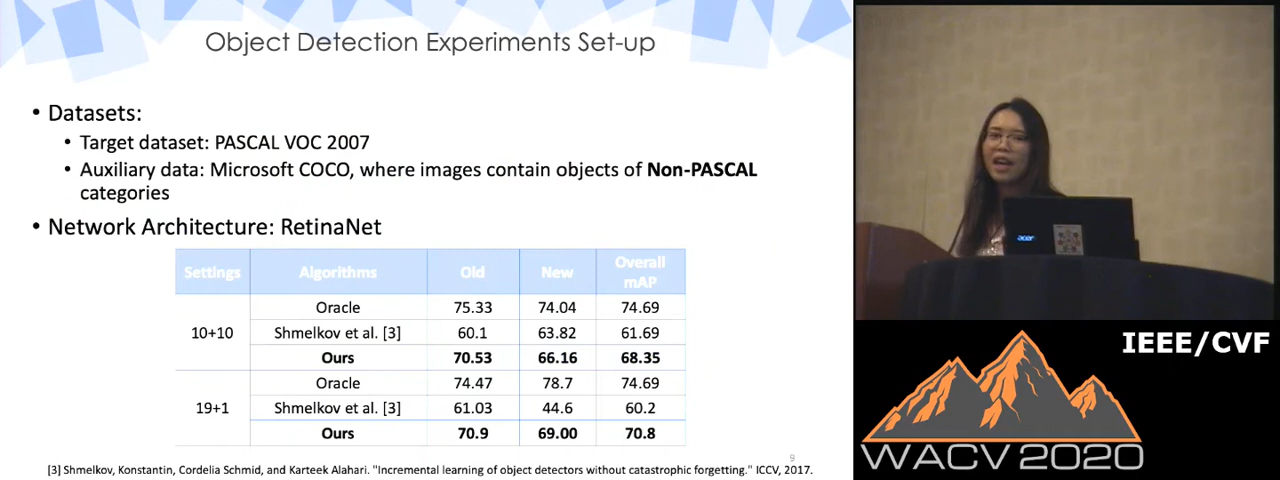 Object Detection Experiments Set-up
• Datasets:
• Target dataset: PASCAL VOC 2007
• Auxiliary data: Microsoft COCO, where images contain objects of Non-PASCAL
categories
• Network Architecture: RetinaNet
Settings Algorithms Old New Overall mAP
10+10 Oracle 75.33 74.04 74.69
Shmelkov et al. [3] 60.1 63.82 61.69
Ours 70.53 66.16 68.35
19+1 Oracle 74.47 78.7 74.69
Shmelkov et al. [3] 61.03 44.6 60.2
Ours 70.9 69.00 70.8
9
[3] Shmelkov, Konstantin, Cordelia Schmid, and Karteek Alahari. "Incremental learning of object detectors without catastrophic forgetting." ICCV, 2017.
acer
IEEE/CVF
WACV 2020